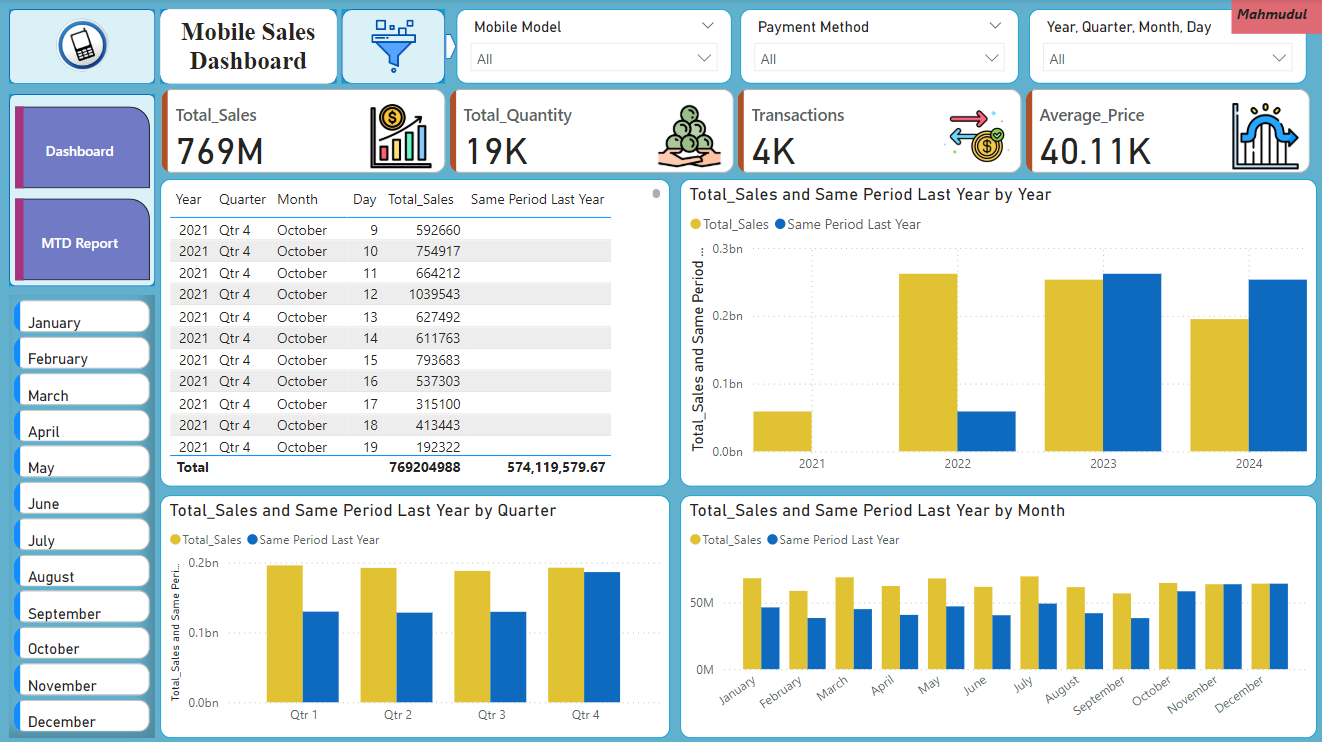 Mobile Sales
Dashboard
Mobile Model
All
Payment Method
All
Year, Quarter, Month, Day
All
Mahmudul
Dashboard
MTD Report
January
February
March
April
May
June
July
August
September
October
November
December
Total_Sales
769M
Total_Quantity
19K
Transactions
4K
Average_Price
40.11K
Year Quarter Month Day Total_Sales Same Period Last Year
2021 Qtr 4 October 9 592660
2021 Qtr 4 October 10 754917
2021 Qtr 4 October 11 664212
2021 Qtr 4 October 12 1039543
2021 Qtr 4 October 13 627492
2021 Qtr 4 October 14 611763
2021 Qtr 4 October 15 793683
2021 Qtr 4 October 16 537303
2021 Qtr 4 October 17 315100
2021 Qtr 4 October 18 413443
2021 Qtr 4 October 19 192322
Total 769204988 574,119,579.67
Total_Sales and Same Period Last Year by Year
Total_Sales Same Period Last Year
Total_Sales and Same Period ...
0.3bn
0.2bn
0.1bn
0.0bn
2021 2022 2023 2024
Total_Sales and Same Period Last Year by Quarter
Total_Sales Same Period Last Year
Total_Sales and Same Peri...
0.2bn
0.1bn
0.0bn
Qtr 1 Qtr 2 Qtr 3 Qtr 4
Total_Sales and Same Period Last Year by Month
Total_Sales Same Period Last Year
50M
0M
January February March April May June July August September October November December